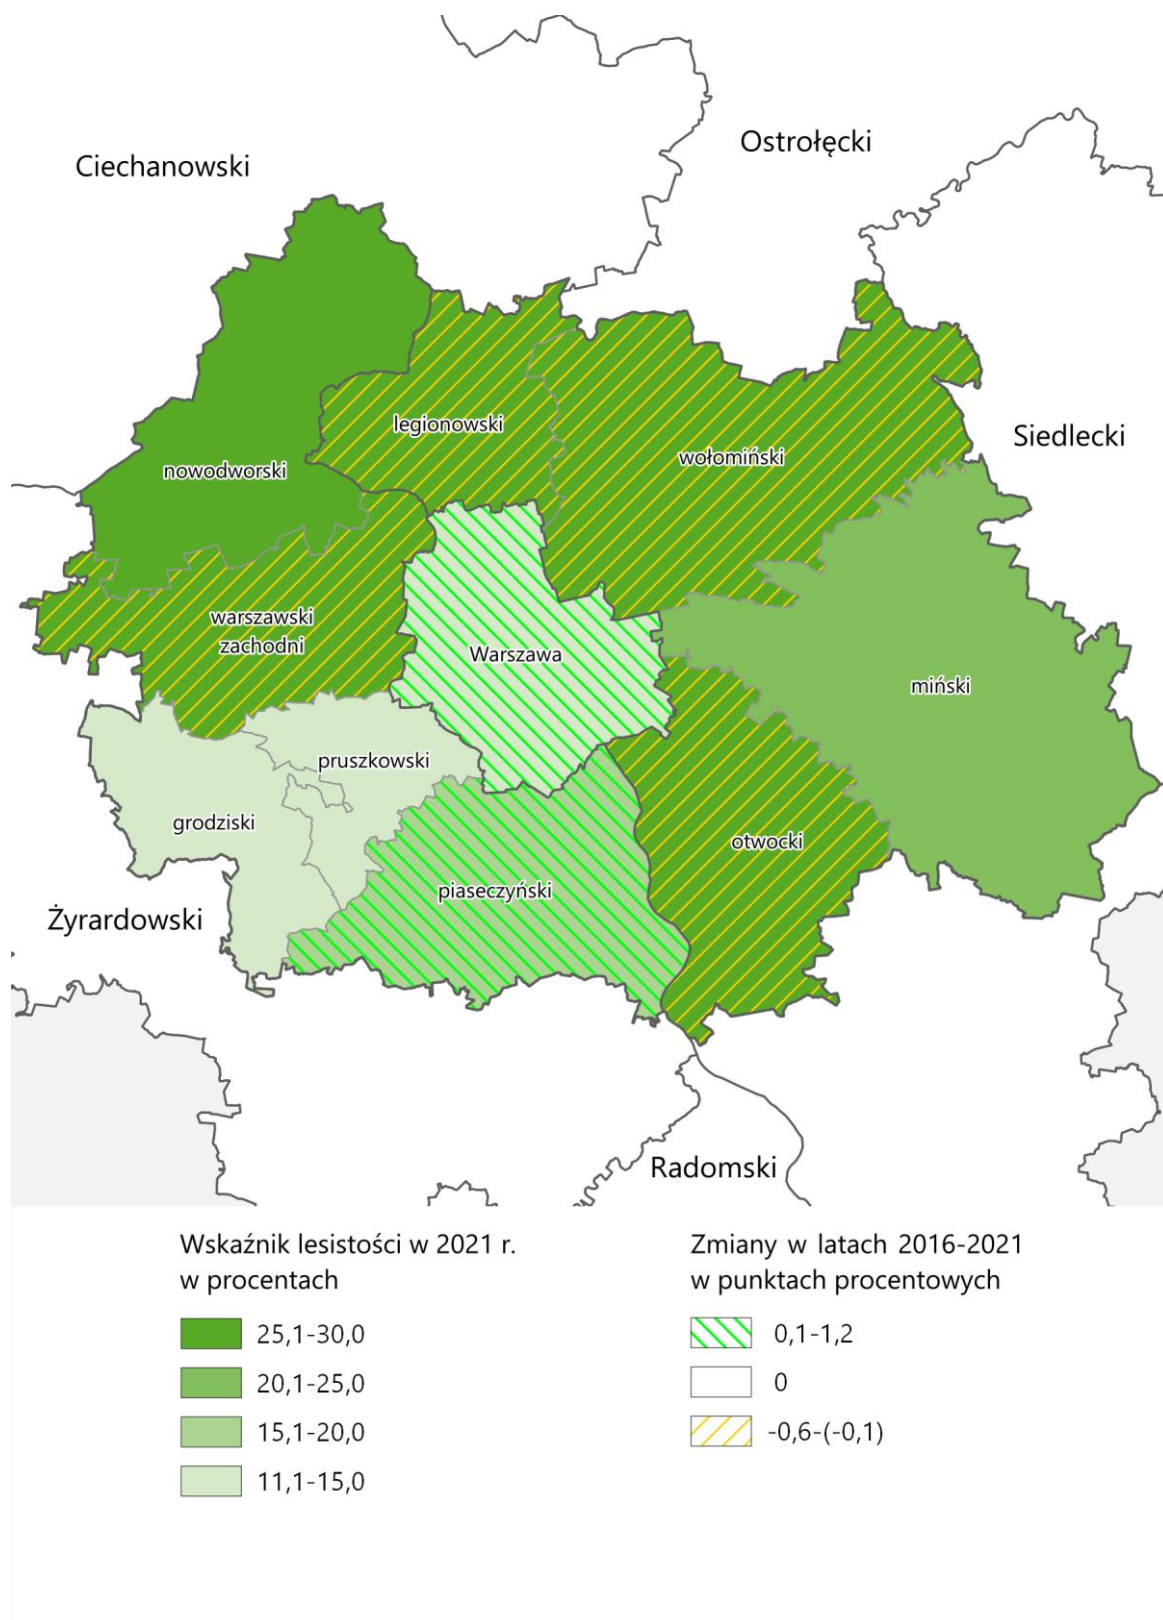 Ciechanowski
Ostrołęcki
legionowski
Siedlecki
wołomiński
nowodworski
warszawski
zachodni
Warszawa
miński
pruszkowski
grodziski
otwocki
piaseczyński
Żyrardowski
Radomski
Wskaźnik lesistości w 2021 r.
w procentach
25,1-30,0
20,1-25,0
15,1-20,0
11,1-15,0
Zmiany w latach 2016-2021
w punktach procentowych
0,1-1,2
0
-0,6-(-0,1)